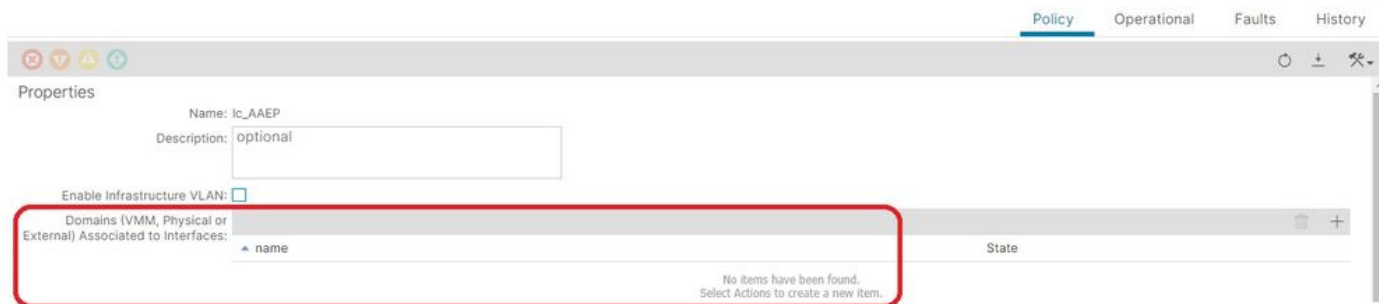 Policy Operational Faults History
Properties
Name: lc_AAEP
Description: optional
Enable Infrastructure VLAN:
Domains (VMM, Physical or
External) Associated to Interfaces:
name State
No items have been found.
Select Actions to create a new item.